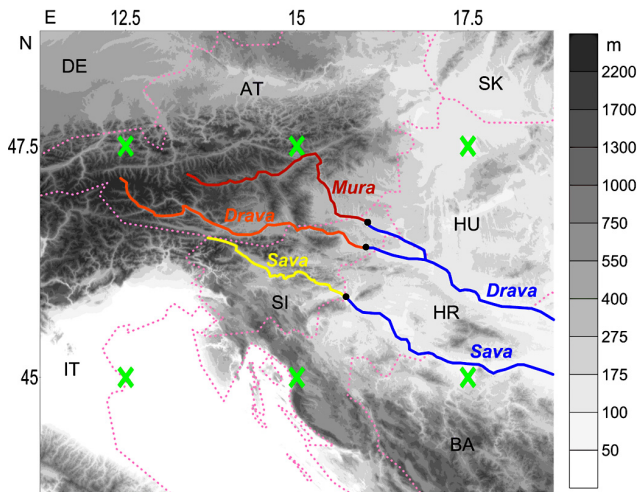 E 12.5 15 17.5
N
DE
AT
SK
m
2200
1700
1300
1000
750
550
400
275
175
100
50
47.5
Mura
Drava
HU
Sava
Drava
SI
HR
Sava
IT
45
BA